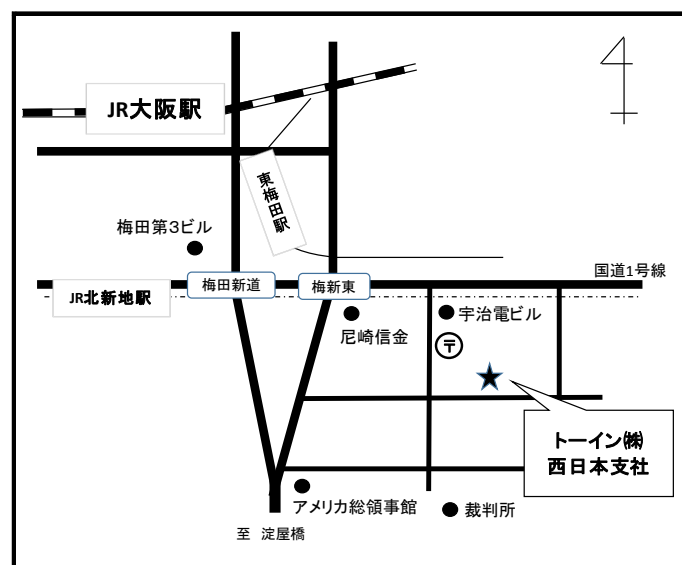 JR大阪駅
東梅田駅
梅田第3ビル
国道1号線
JR北新地駅
梅田新道
梅新東
尼崎信金
宇治電ビル
〒
トーイン㈱
西日本支社
アメリカ総領事館
裁判所
至 淀屋橋